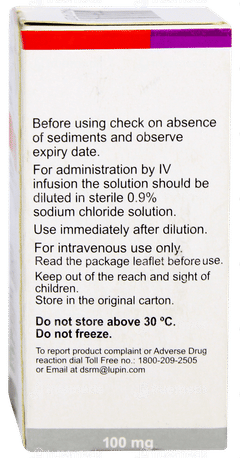 Before using check on absence
of sediments and observe
expiry date.
For administration by IV
infusion the solution should be
diluted in sterile 0.9%
sodium chloride solution.
Use immediately after dilution.
For intravenous use only.
Read the package leaflet before use.
Keep out of the reach and sight of
children.
Store in the original carton.
Do not store above 30 ºC.
Do not freeze.
To report product complaint or Adverse Drug
reaction dial Toll Free no.: 1800-209-2505
or Email at dsrm@lupin.com
100 mg